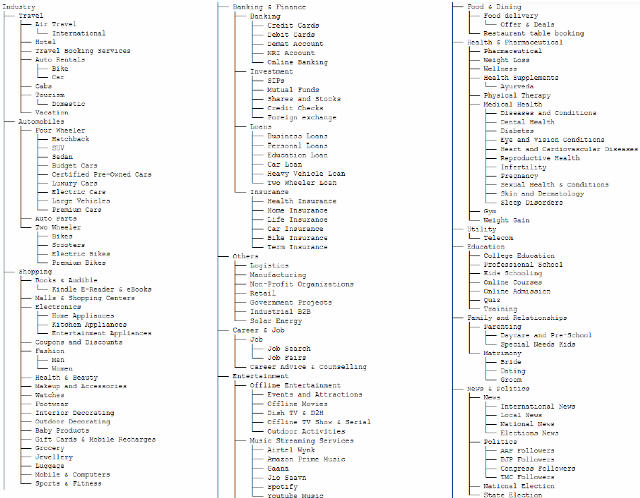 Industry
Travel
Air Travel
International
Hotel
Travel Booking Services
Auto Rentals
Bike
Car
Cabs
Tourism
Domestic
Vacation
Automobiles
Four Wheeler
Hatchback
SUV
Sedan
Budget Cars
Certified Pre-Owned Cars
Luxury Cars
Electric Cars
Large Vehicles
Premium Cars
Auto Parts
Two Wheeler
Bikes
Scooters
Electric Bikes
Premium Bikes
Shopping
Books & Audible
Kindle E-Reader & eBooks
Malls & Shopping Centers
Electronics
Home Appliances
Kitchen Appliances
Entertainment Appliances
Coupons and Discounts
Fashion
Man
Women
Health & Beauty
Makeup and Accessories
Watches
Footwear
Interior Decorating
Outdoor Decorating
Baby Products
Gift Cards & Mobile Recharges
Grocery
Jewellery
Luggage
Mobile & Computers
Sports & Fitness
Banking & Finance
Banking
Credit Cards
Debit Cards
Demat Account
NRI Account
Online Banking
Investment
SIPs
Mutual Funds
Shares and Stocks
Credit Checks
Foreign exchange
Loans
Business Loans
Personal Loans
Education Loan
Car Loan
Heavy Vehicle Loan
Two Wheeler Loan
Insurance
Health Insurance
Home Insurance
Life Insurance
Car Insurance
Bike Insurance
Term Insurance
Others
Logistics
Manufacturing
Non-Profit Organizations
Retail
Government Projects
Industrial B2B
Solar Energy
Career & Job
Job
Job Search
Job Fairs
Career Advice & Counselling
Entertainment
Offline Entertainment
Events and Attractions
Offline Movies
Dish TV & D2H
Offline TV Show & Serial
Outdoor Activities
Music Streaming Services
Airtel Wynk
Amazon Prime Music
Gaana
Jio Saavn
Spotify
Youtube Music
Food & Dining
Food delivery
Offer & Deals
Restaurant table booking
Health & Pharmaceutical
Pharmaceutical
Weight Loss
Wellness
Health Supplements
Ayurveda
Physical Therapy
Medical Health
Diseases and Conditions
Dental Health
Diabetes
Eye and Vision Conditions
Heart and Cardiovascular Diseases
Reproductive Health
Infertility
Pregnancy
Sexual Health & Conditions
Skin and Dermatology
Sleep Disorders
Gym
Weight Gain
Utility
Telecom
Education
College Education
Professional School
Kids Schooling
Online Courses
Online Admission
Quiz
Training
Family and Relationships
Parenting
Daycare and Pre-School
Special Needs Kids
Matrimony
Bride
Dating
Groom
News & Politics
News
International News
Local News
National News
Elections News
Politics
AAP Followers
BJP Followers
Congress Followers
TMC Followers
National Election
State Election